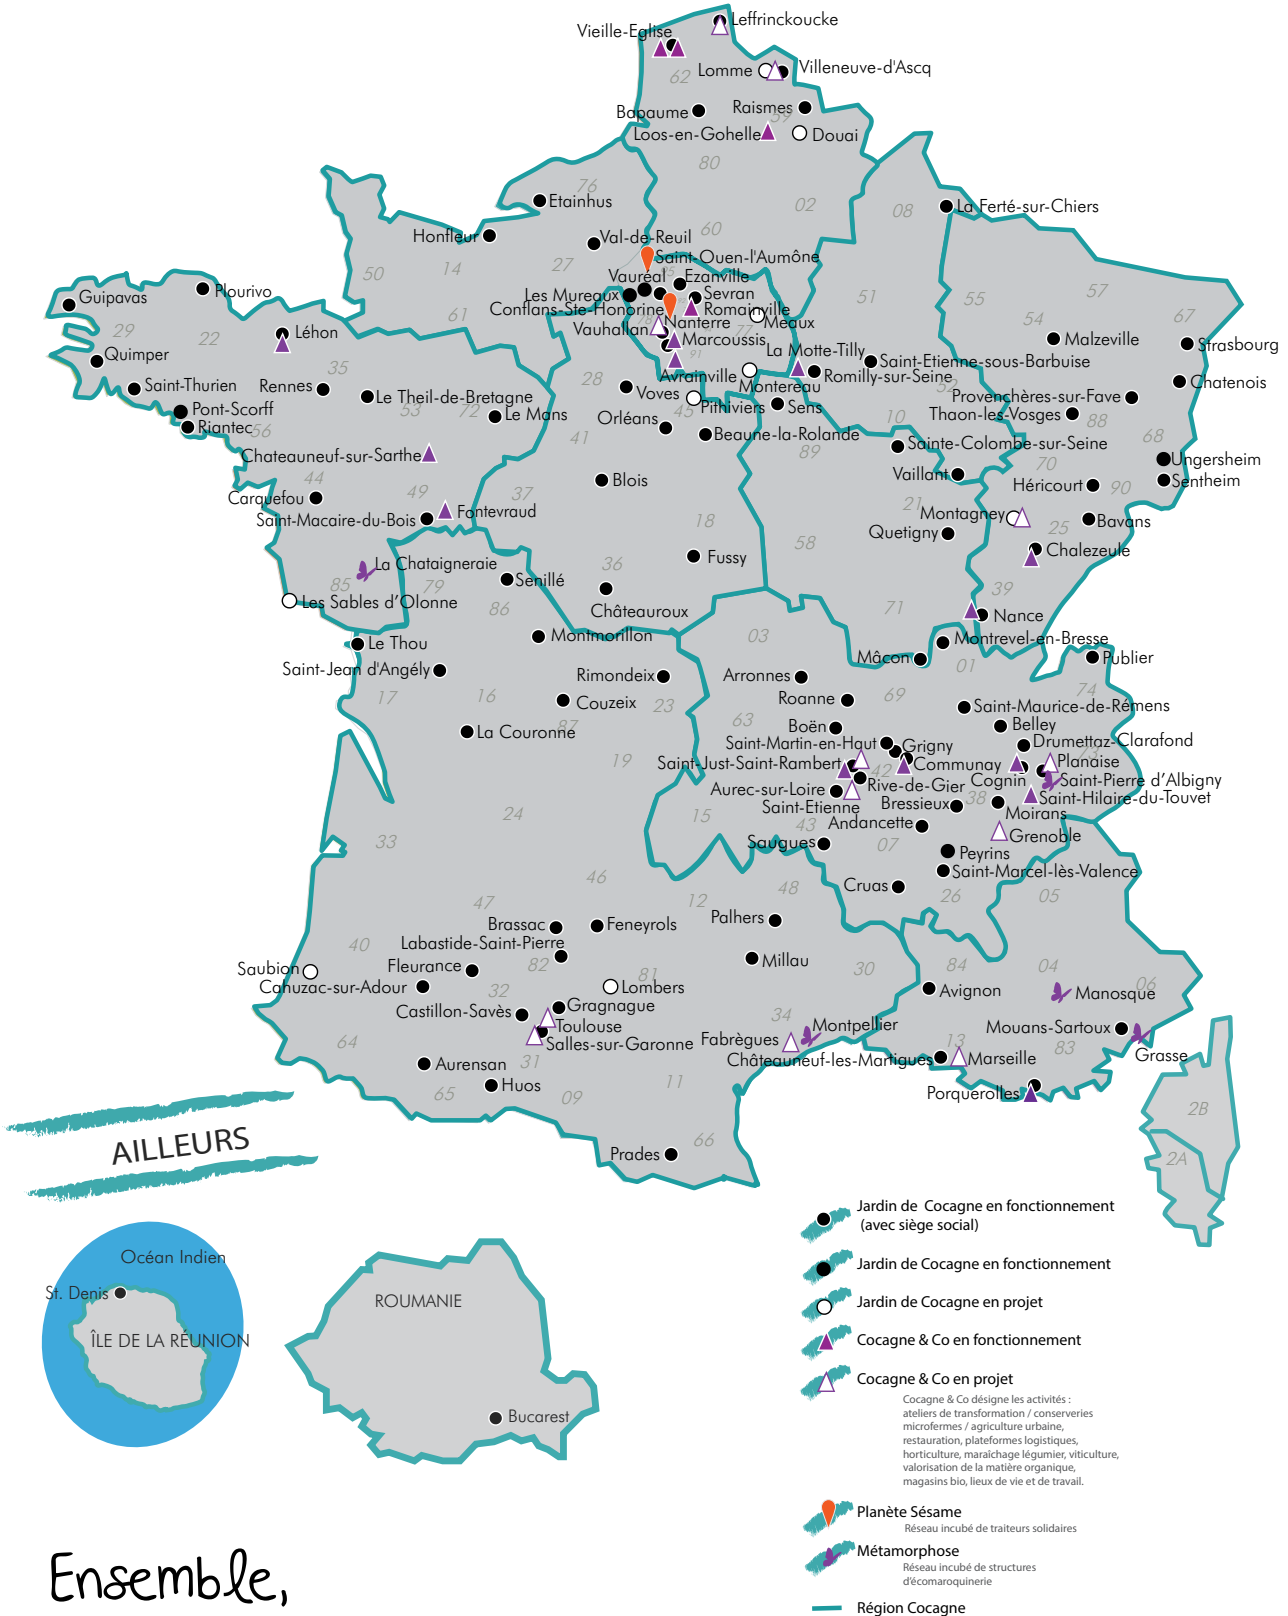 Leffrinckoucke
Vieille-Eglise
62
Lomme
Villeneuve-d'Ascq
Bapaume
Raismes
59
Loos-en-Gohelle
Douai
80
76
Etainhus
02
08
La Ferté-sur-Chiers
60
Honfleur
Val-de-Reuil
Saint-Ouen-l'Aumône
50
14
27
95
Vauréal
Ezanville
Guipavas
Plourivo
Les Mureaux
Sevran
51
55
57
Conflans-Ste-Honorine
Romainville
61
78
Nanterre
Meaux
67
29
22
Léhon
Vauhallan
77
54
Marcoussis
Malzeville
Strasbourg
Quimper
91
La Motte-Tilly
Saint-Etienne-sous-Barbuise
35
28
Avrainville
Montereau
Romilly-sur-Seine
52
Chatenois
Saint-Thurien
Rennes
Le Theil-de-Bretagne
Voves
Pithiviers
Sens
Provenchères-sur-Fave
Pont-Scorff
53
72
Le Mans
45
10
Thaon-les-Vosges
88
Riantec
56
Orléans
Beaune-la-Rolande
41
89
Sainte-Colombe-sur-Seine
68
Chateauneuf-sur-Sarthe
70
Ungersheim
44
Blois
Vaillant
Héricourt
90
Sentheim
Carquefou
49
37
Fontevraud
21
Montagney
Saint-Macaire-du-Bois
18
25
Bavans
Quetigny
58
Chalezeule
36
Fussy
La Chataigneraie
85
79
Senillé
39
Les Sables d'Olonne
86
Châteauroux
71
Nance
Montmorillon
03
Montrevel-en-Bresse
Le Thou
Mâcon
01
Publier
Saint-Jean d'Angély
Rimondeix
Arronnes
17
16
Couzeix
23
Roanne
69
74
Saint-Maurice-de-Rémens
63
Boën
Belley
La Couronne
87
Saint-Martin-en-Haut
Grigny
Drumettaz-Clarafond
73
19
Saint-Just-Saint-Rambert
42
Communay
Planaise
Cognin
Saint-Pierre d'Albigny
Aurec-sur-Loire
Rive-de-Gier
Saint-Hilaire-du-Touvet
Saint-Etienne
Bressieux
38
Moirans
24
15
43
Andancette
Grenoble
33
Saugues
07
Peyrins
Saint-Marcel-lès-Valence
46
48
Cruas
26
05
47
12
Brassac
Feneyrols
Palhers
40
Labastide-Saint-Pierre
Saubion
Fleurance
82
Millau
30
84
04
Cahuzac-sur-Adour
81
Lombers
Avignon
Manosque
06
32
Castillon-Savès
Gragnague
34
Toulouse
Montpellier
Mouans-Sartoux
64
Salles-sur-Garonne
Fabrègues
13
83
Grasse
Châteauneuf-les-Martigues
Marseille
Aurensan
31
65
Huos
09
11
Porquerolles
2B
66
AILLEURS
Prades
2A
Jardin de Cocagne en fonctionnement
(avec siège social)
Jardin de Cocagne en fonctionnement
Jardin de Cocagne en projet
Cocagne & Co en fonctionnement
Cocagne & Co en projet
Cocagne & Co désigne les activités :
ateliers de transformation / conserveries
microfermes / agriculture urbaine,
restauration, plateformes logistiques,
horticulture, maraîchage légumier, viticulture,
valorisation de la matière organique,
magasins bio, lieux de vie et de travail.
Planète Sésame
Réseau incubé de traiteurs solidaires
Métamorphose
Réseau incubé de structures
d'écomaroquinerie
Région Cocagne
Océan Indien
St. Denis
ÎLE DE LA RÉUNION
ROUMANIE
Bucarest
Ensemble,